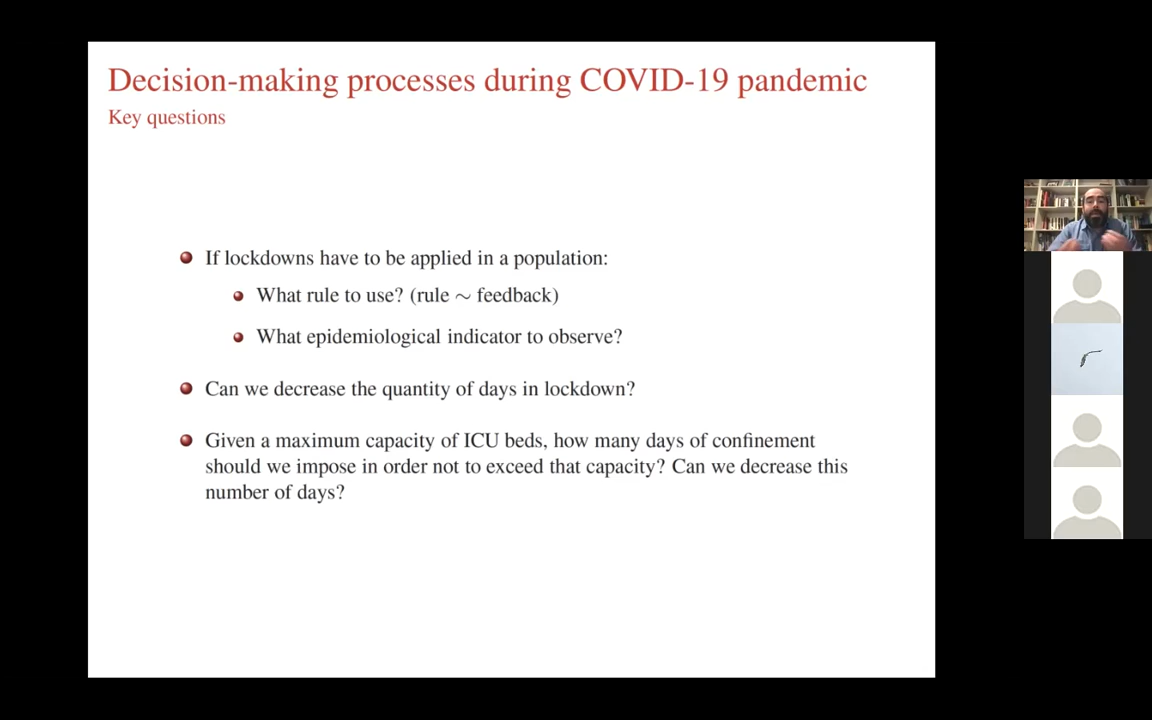 Decision-making processes during COVID-19 pandemic
Key questions
If lockdowns have to be applied in a population:
What rule to use? (rule ∼ feedback)
What epidemiological indicator to observe?
Can we decrease the quantity of days in lockdown?
Given a maximum capacity of ICU beds, how many days of confinement
should we impose in order not to exceed that capacity? Can we decrease this
number of days?